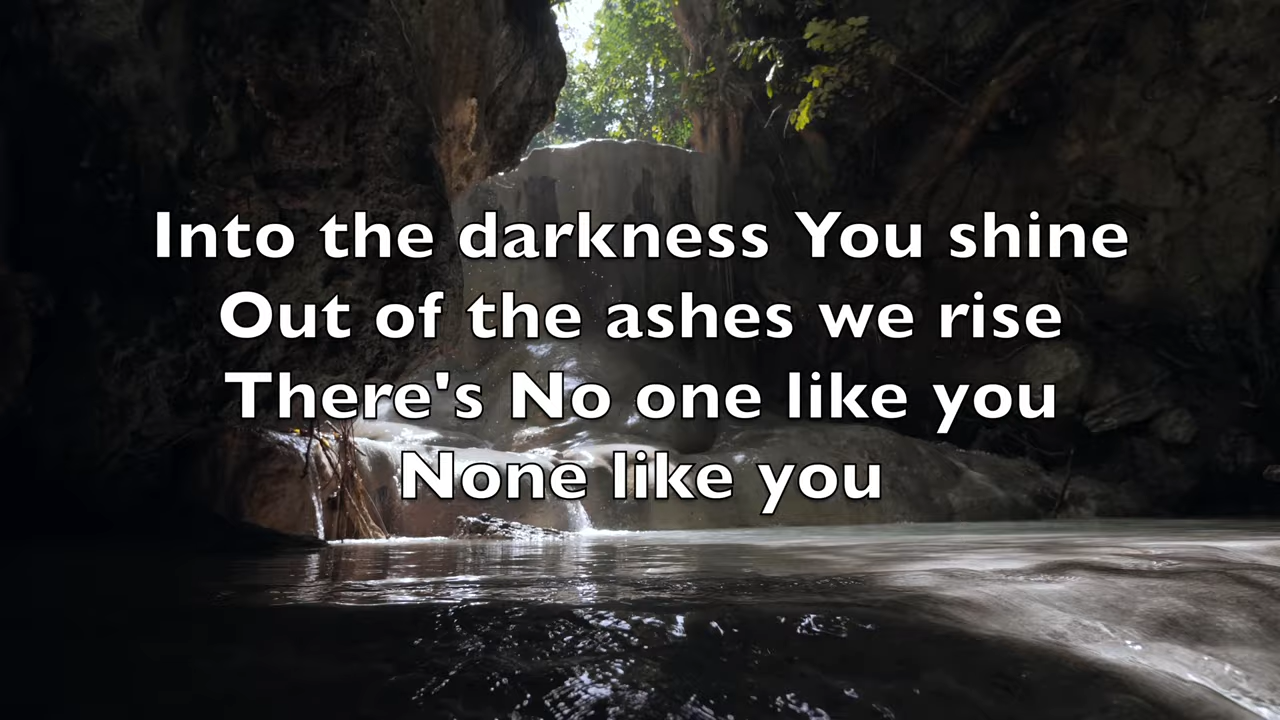 Into the darkness You shine
Out of the ashes we rise
There's No one like you
None like you